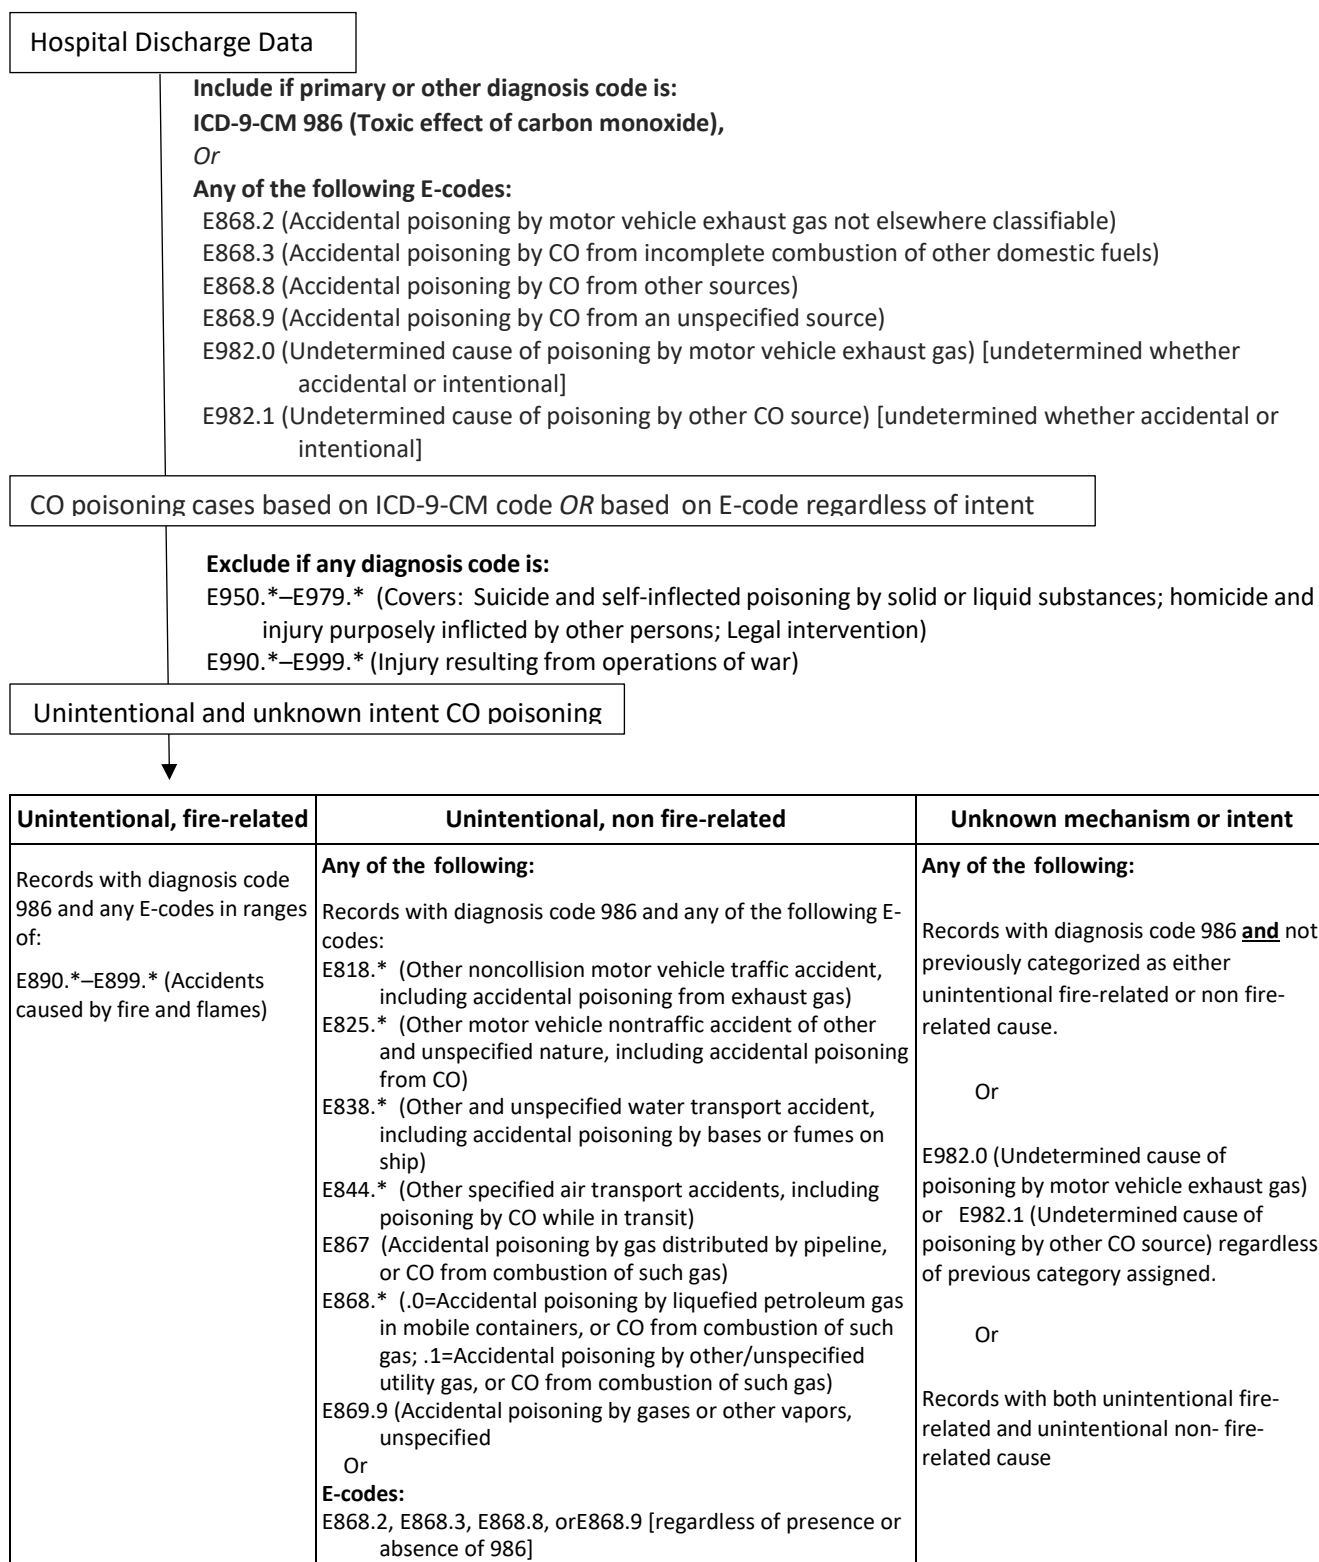 Hospital Discharge Data
Include if primary or other diagnosis code is:
ICD-9-CM 986 (Toxic effect of carbon monoxide),
Or
Any of the following E-codes:
E868.2 (Accidental poisoning by motor vehicle exhaust gas not elsewhere classifiable)
E868.3 (Accidental poisoning by CO from incomplete combustion of other domestic fuels)
E868.8 (Accidental poisoning by CO from other sources)
E868.9 (Accidental poisoning by CO from an unspecified source)
E982.0 (Undetermined cause of poisoning by motor vehicle exhaust gas) [undetermined whether
accidental or intentional]
E982.1 (Undetermined cause of poisoning by other CO source) [undetermined whether accidental or
intentional]
CO poisoning cases based on ICD-9-CM code OR based on E-code regardless of intent
Exclude if any diagnosis code is:
E950.*–E979.* (Covers: Suicide and self-inflected poisoning by solid or liquid substances; homicide and
injury purposely inflicted by other persons; Legal intervention)
E990.*–E999.* (Injury resulting from operations of war)
Unintentional and unknown intent CO poisoning
Unintentional, fire-related
Records with diagnosis code
986 and any E-codes in ranges
of:
E890.*–E899.* (Accidents
caused by fire and flames)
Unintentional, non fire-related
Any of the following:
Records with diagnosis code 986 and any of the following E-
codes:
E818.* (Other noncollision motor vehicle traffic accident,
including accidental poisoning from exhaust gas)
E825.* (Other motor vehicle nontraffic accident of other
and unspecified nature, including accidental poisoning
from CO)
E838.* (Other and unspecified water transport accident,
including accidental poisoning by bases or fumes on
ship)
E844.* (Other specified air transport accidents, including
poisoning by CO while in transit)
E867 (Accidental poisoning by gas distributed by pipeline,
or CO from combustion of such gas)
E868.* (.0=Accidental poisoning by liquefied petroleum gas
in mobile containers, or CO from combustion of such
gas; .1=Accidental poisoning by other/unspecified
utility gas, or CO from combustion of such gas)
E869.9 (Accidental poisoning by gases or other vapors,
unspecified
Or
E-codes:
E868.2, E868.3, E868.8, orE868.9 [regardless of presence or
absence of 986]
Unknown mechanism or intent
Any of the following:
Records with diagnosis code 986 and not
previously categorized as either
unintentional fire-related or non fire-
related cause.
Or
E982.0 (Undetermined cause of
poisoning by motor vehicle exhaust gas)
or E982.1 (Undetermined cause of
poisoning by other CO source) regardless
of previous category assigned.
Or
Records with both unintentional fire-
related and unintentional non- fire-
related cause